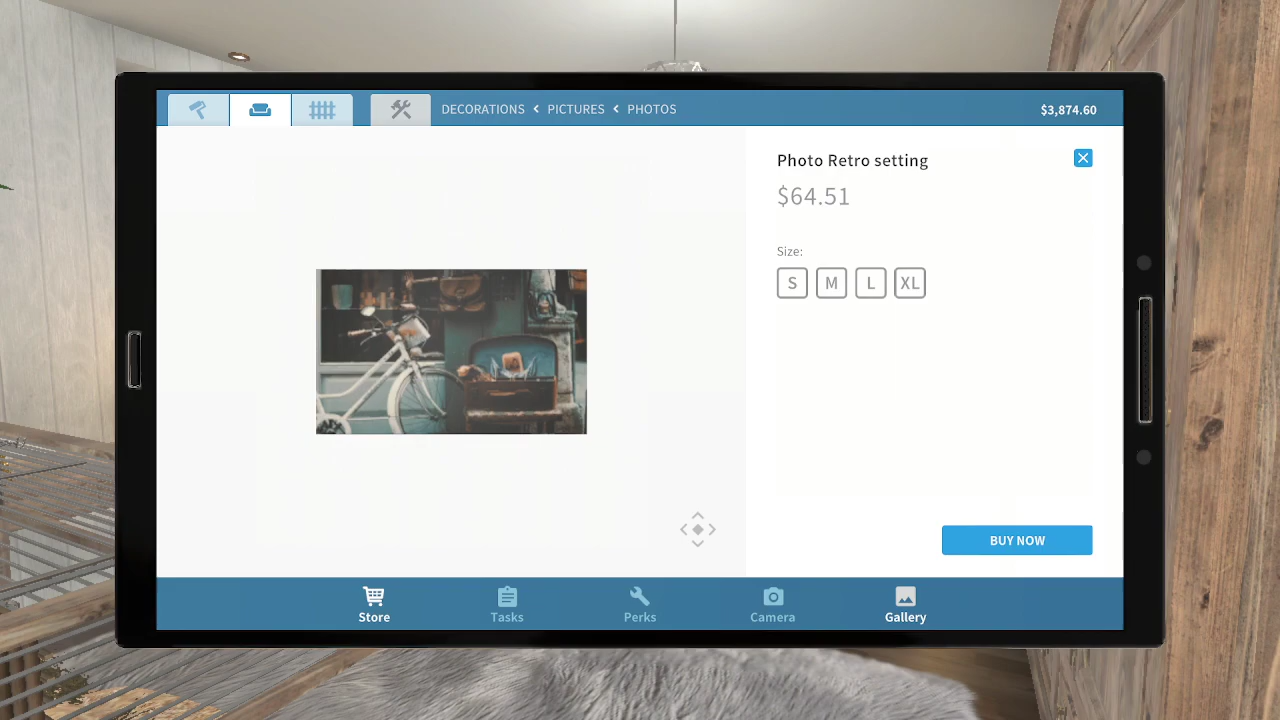 DECORATIONS < PICTURES < PHOTOS
$3,874.60
Photo Retro setting
$64.51
Size:
S M L XL
BUY NOW
Store Tasks Perks Camera Gallery